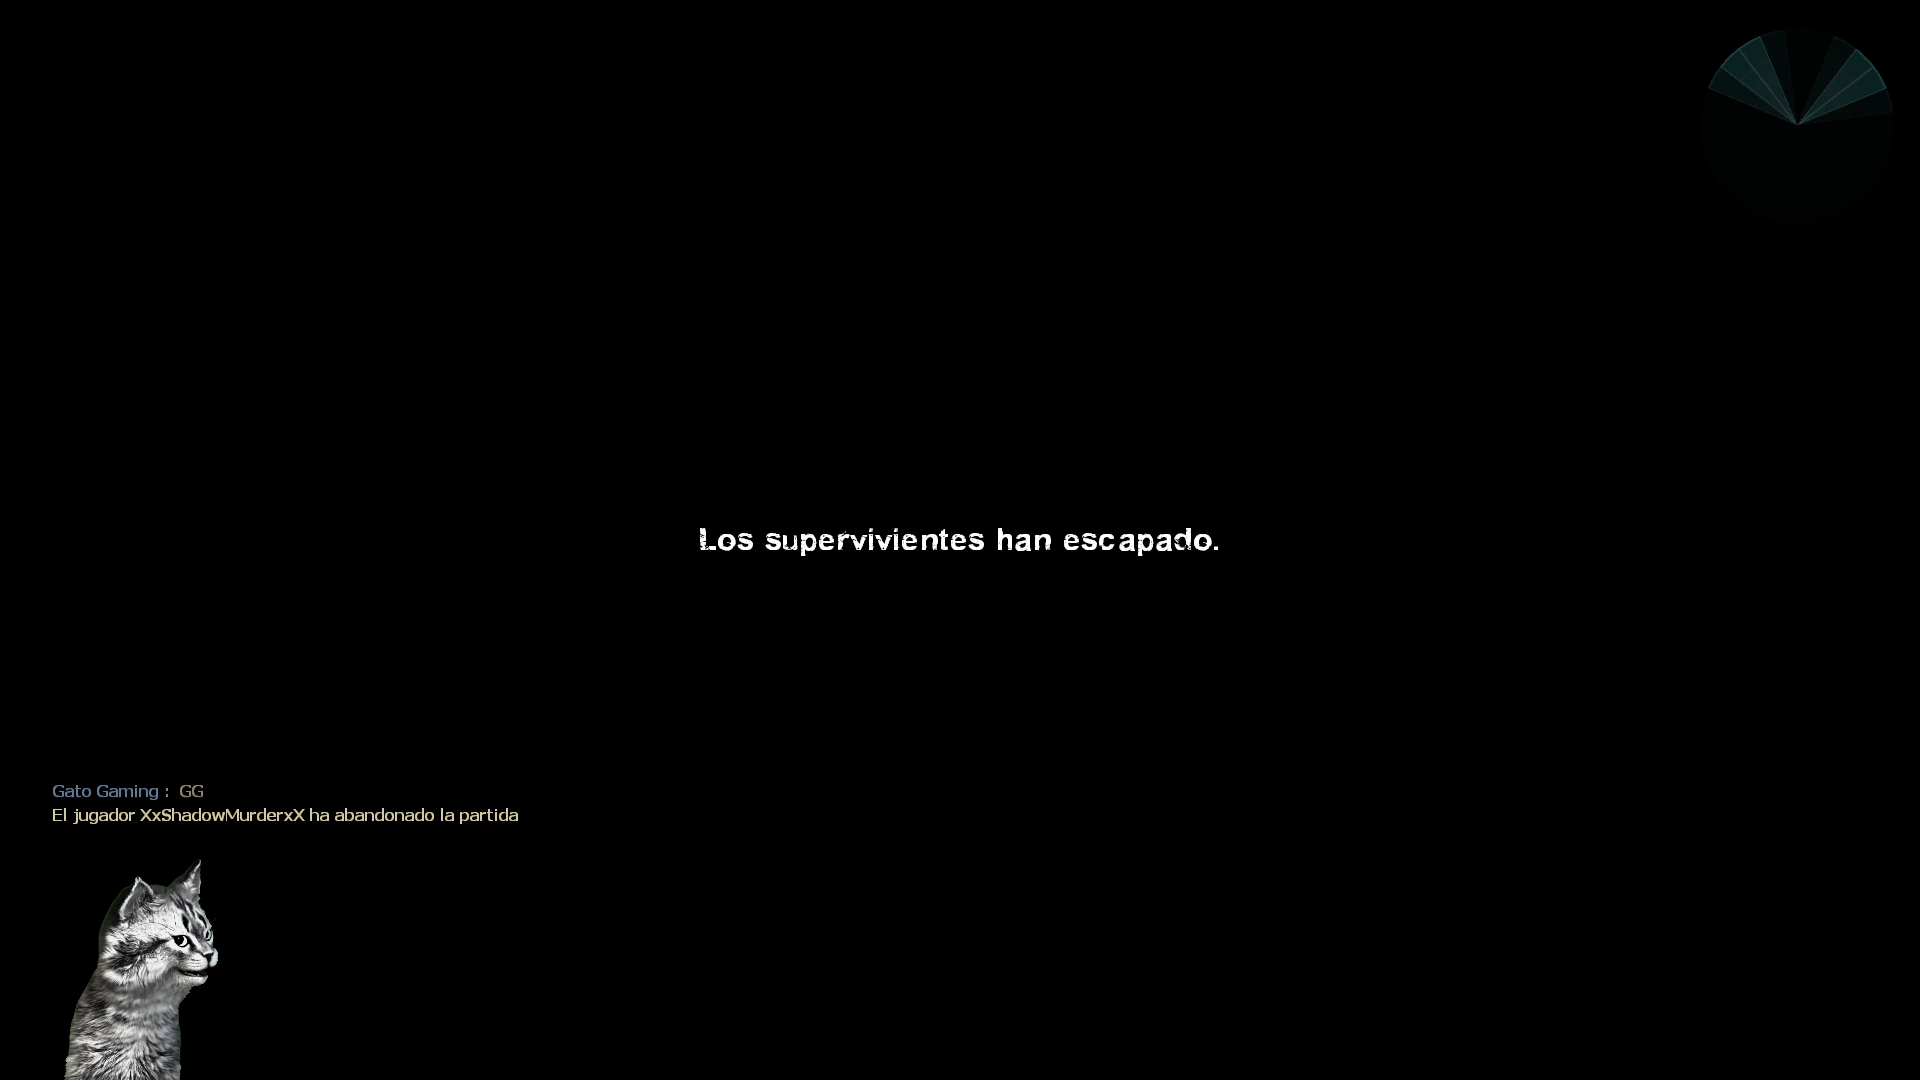 Los supervivientes han escapado.
Gato Gaming : GG
El jugador XxShadowMurderxX ha abandonado la partida